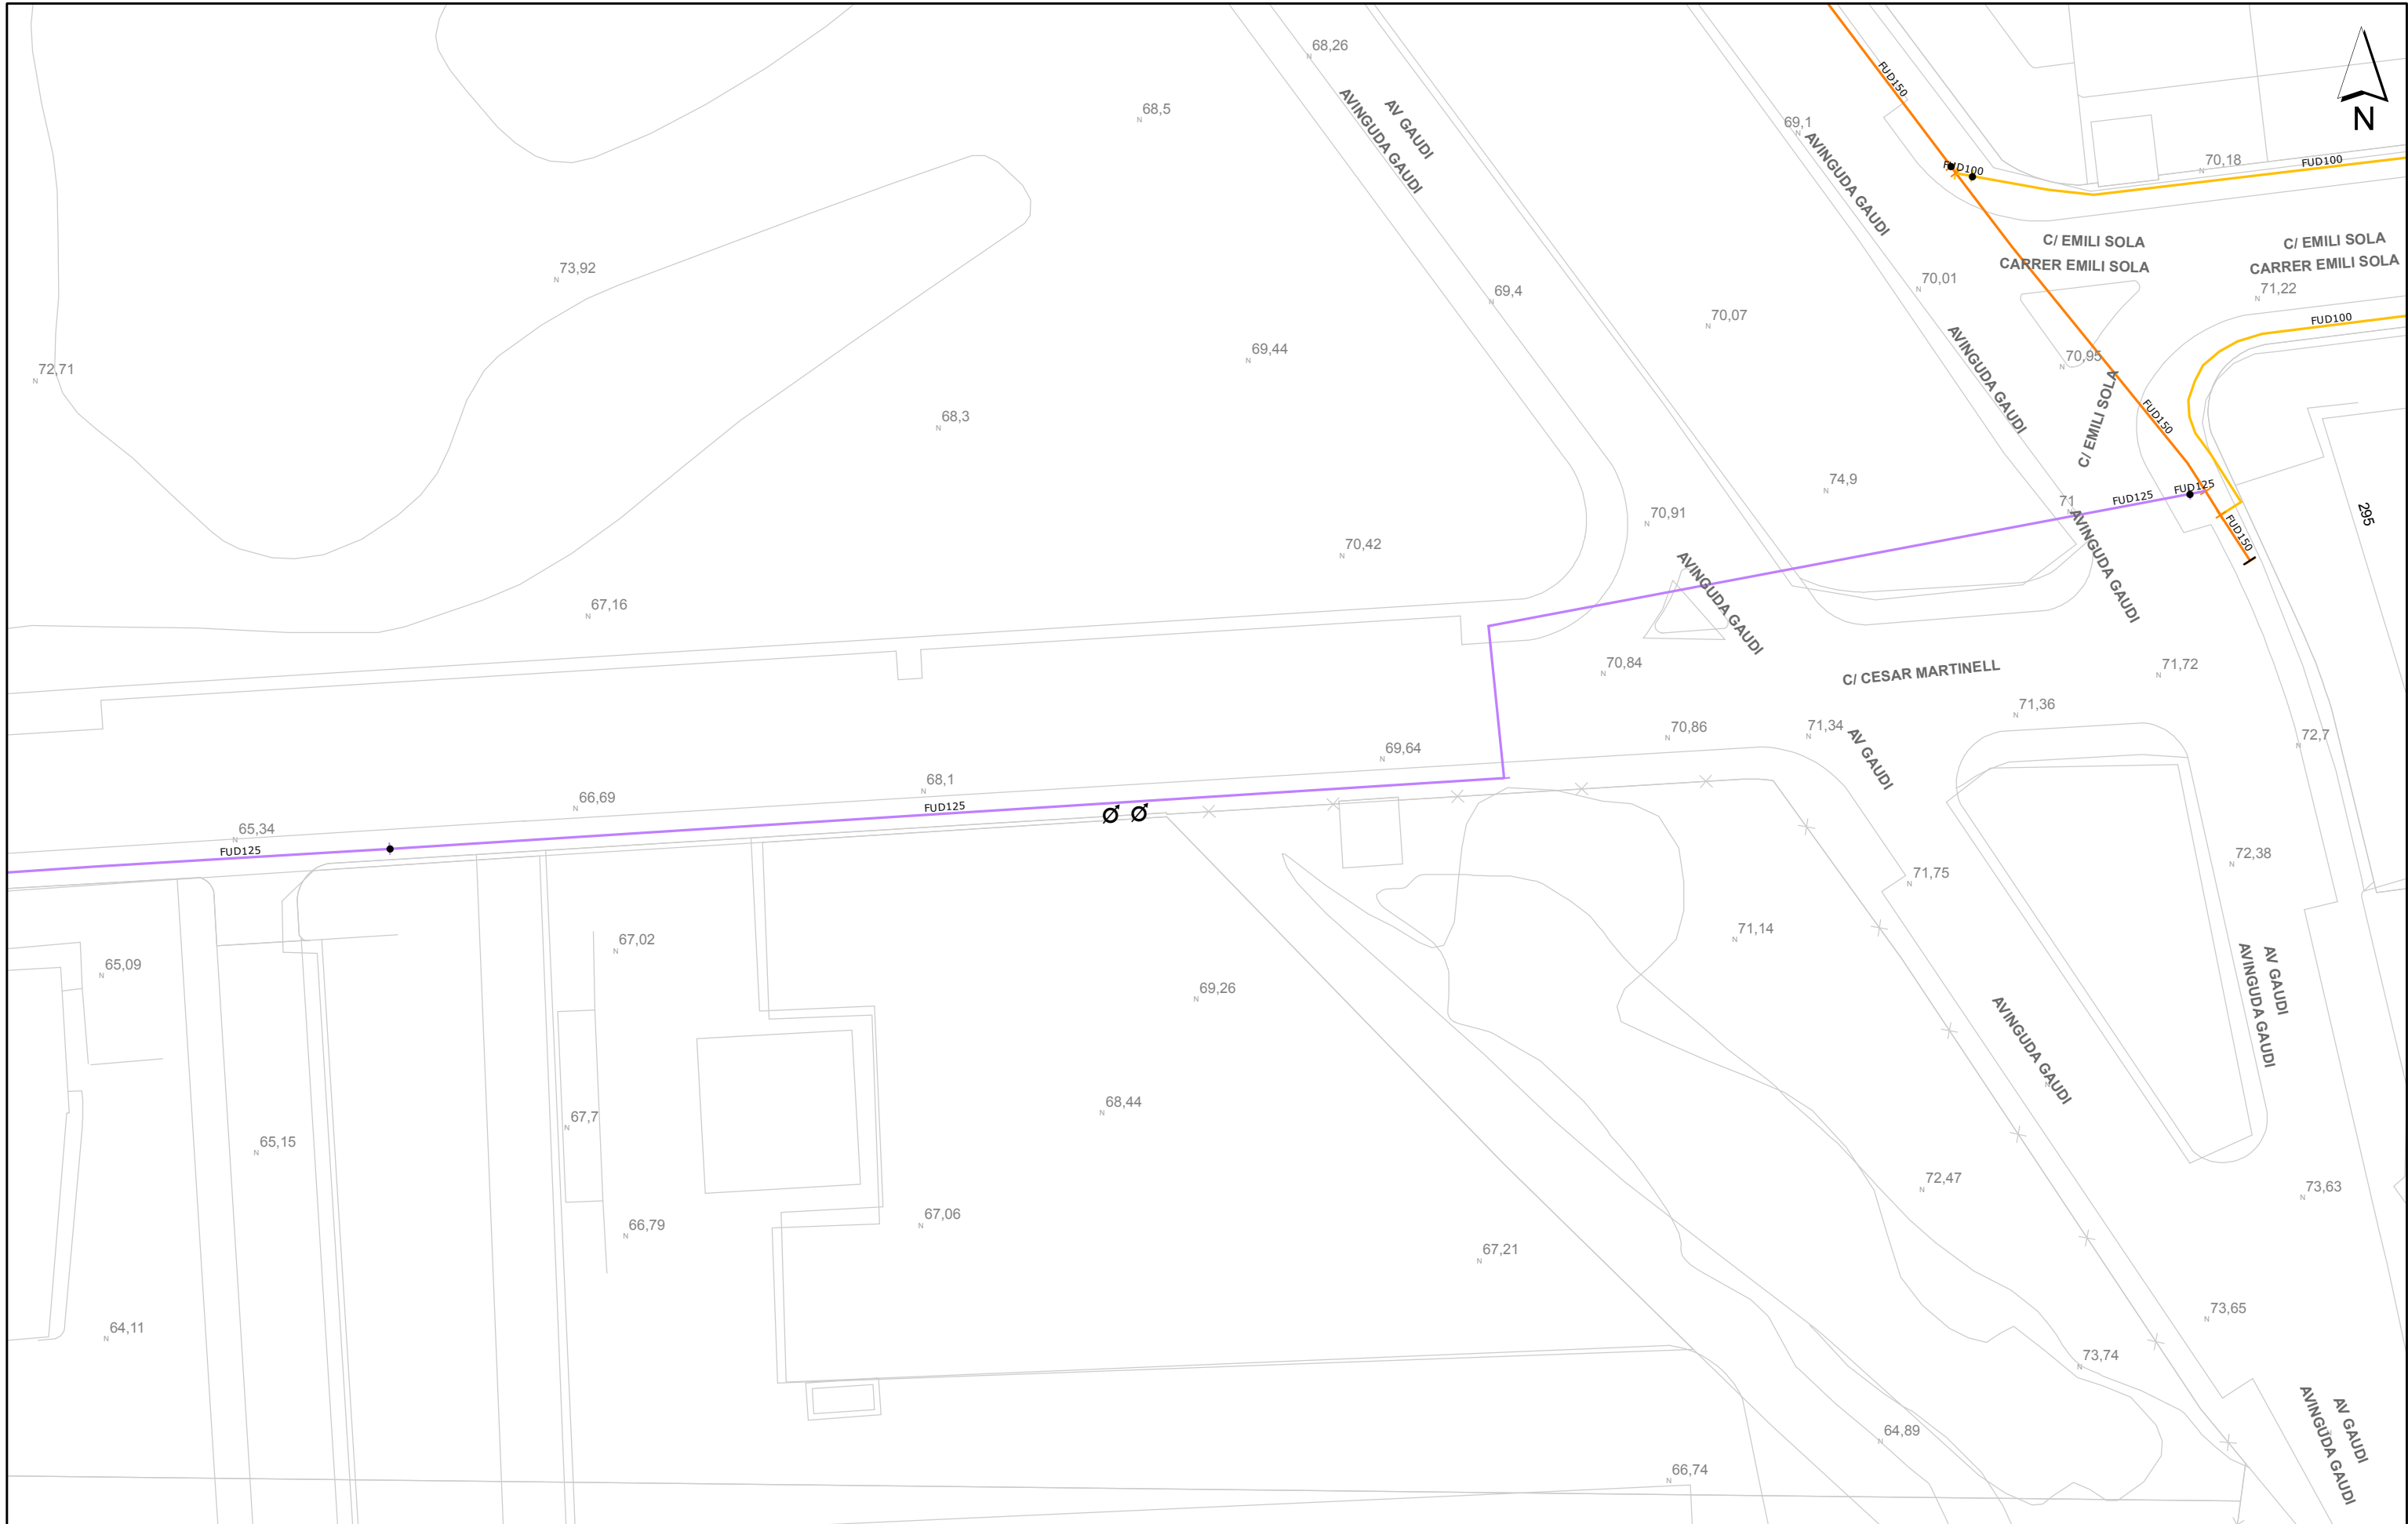 68,26
AV GAUDI
AVINGUDA GAUDI
FUD150
N
68,5
69,1
AVINGUDA GAUDI
FUD100
70,18
FUD100
C/ EMILI SOLA
CARRER EMILI SOLA
C/ EMILI SOLA
CARRER EMILI SOLA
73,92
70,01
71,22
69,4
70,07
FUD100
69,44
AVINGUDA GAUDI
70,95
72,71
68,3
C/ EMILI SOLA
FUD150
74,9
FUD125
71
FUD125
295
70,91
AVINGUDA GAUDI
FUD150
70,42
AVINGUDA GAUDI
67,16
70,84
C/ CESAR MARTINELL
71,72
71,36
70,86
71,34
72,7
69,64
AV GAUDI
68,1
66,69
FUD125
65,34
FUD125
72,38
71,75
71,14
67,02
65,09
AV GAUDI
AVINGUDA GAUDI
69,26
AVINGUDA GAUDI
68,44
67,7
65,15
72,47
73,63
67,06
66,79
67,21
73,65
64,11
73,74
64,89
AV GAUDI
AVINGUDA GAUDI
66,74